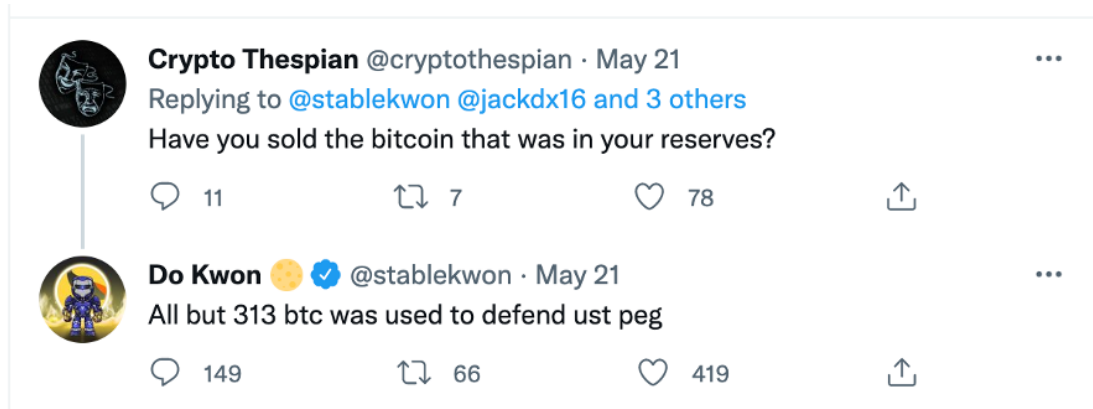 Crypto Thespian @cryptothespian · May 21
Replying to @stablekwon @jackdx16 and 3 others
Have you sold the bitcoin that was in your reserves?
11 7 78
Do Kwon @stablekwon · May 21
All but 313 btc was used to defend ust peg
149 66 419